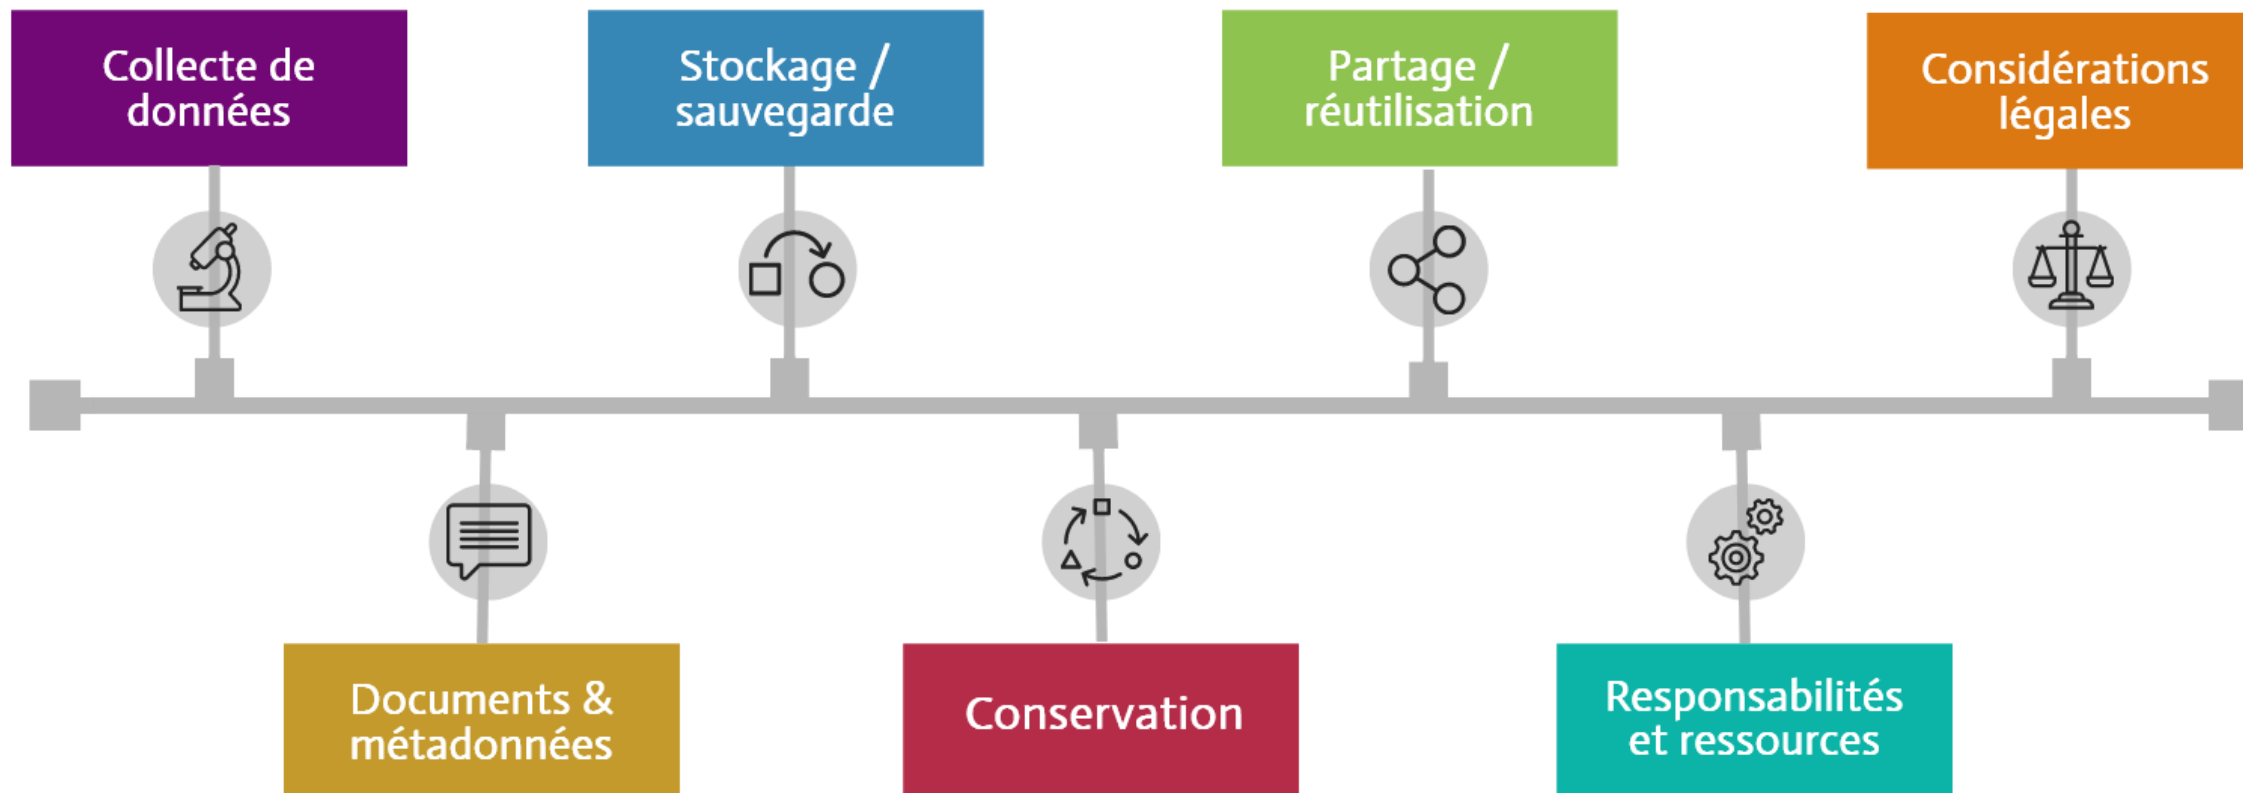 Collecte de
données
Stockage /
sauvegarde
Partage /
réutilisation
Considérations
légales
Documents &
métadonnées
Conservation
Responsabilités
et ressources